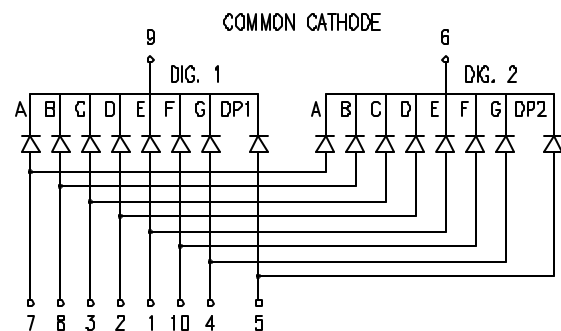 COMMON CATHODE
9 6
DIG. 1 DIG. 2
A B C D E F G DP1 A B C D E F G DP2
7 8 3 2 1 10 4 5